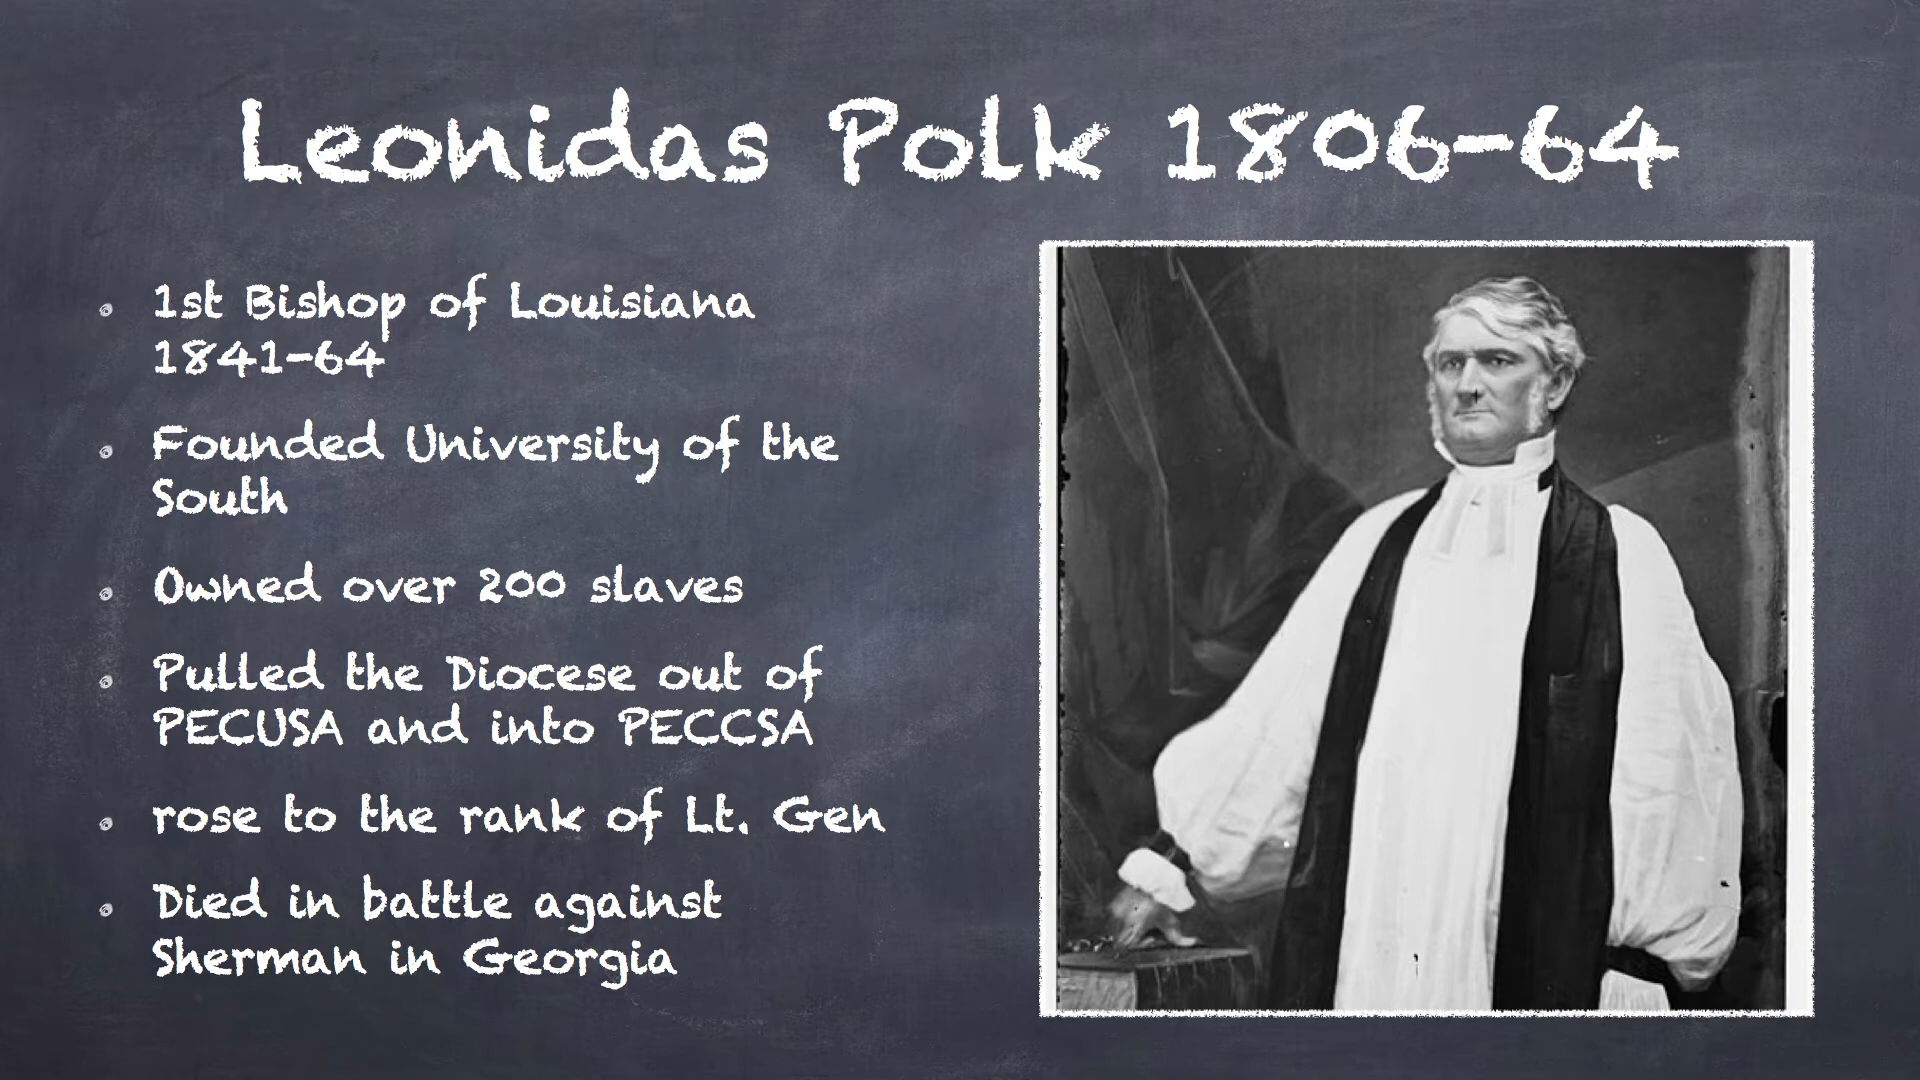 Leonidas Polk 1806-64
1st Bishop of Louisiana
1841-64
Founded University of the
South
Owned over 200 slaves
Pulled the Diocese out of
PECUSA and into PECCSA
rose to the rank of Lt. Gen
Died in battle against
Sherman in Georgia